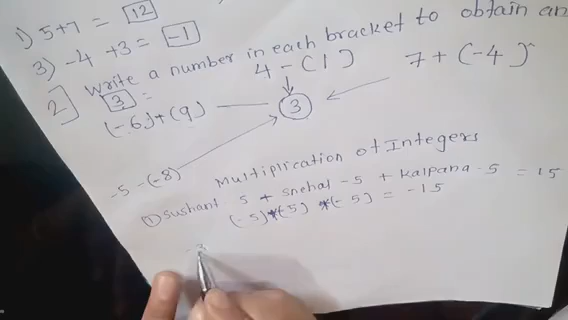 1) 5+7 = 12
3) -4 +3 = -1
2] Write a number in each bracket to obtain an
3 =
4 - (1)
7 + (-4)
(-6)+(9)
3
-5 - (-8)
Multiplication of Integers
① Sushant - 5 + snehal - 5 + kalpana - 5 = 15
(-5)*(-5) *(-5) = -15